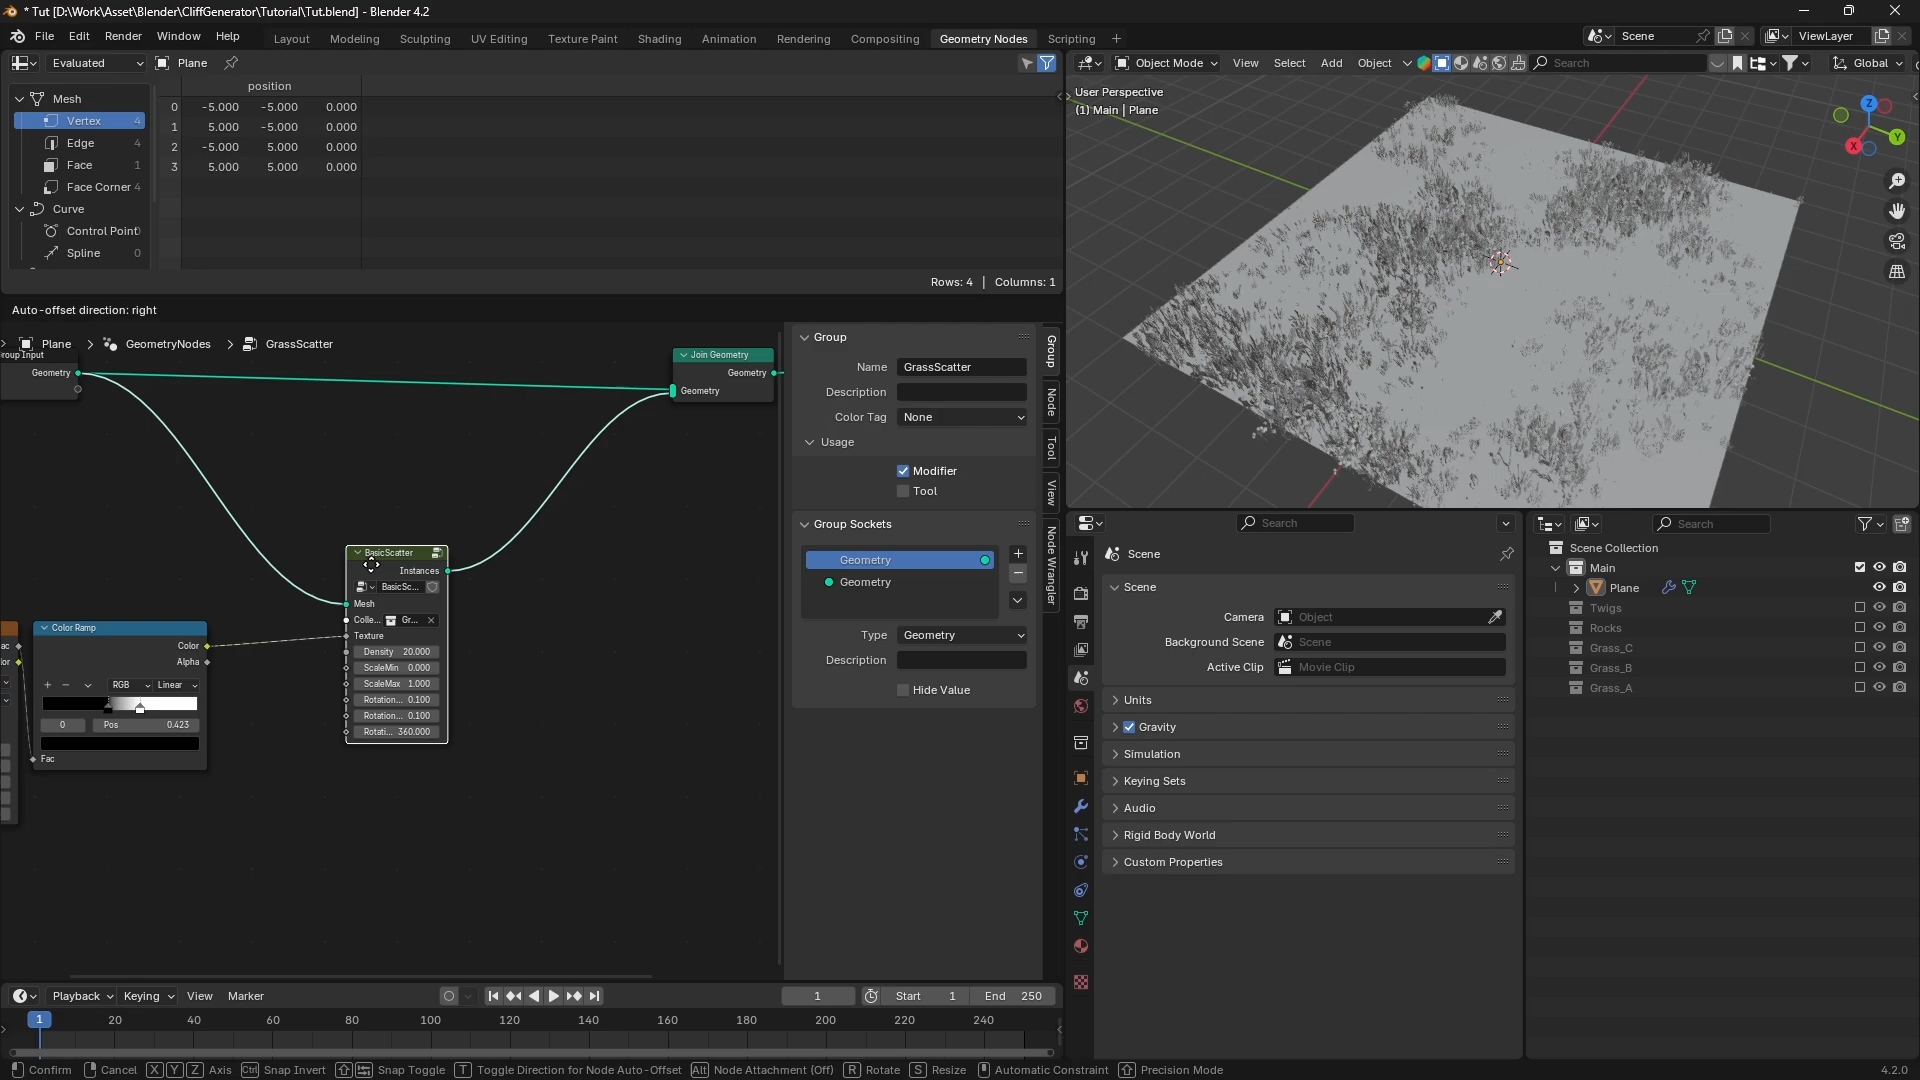 * Tut [D:\Work\Asset\Blender\CliffGenerator\Tutorial\Tut.blend] - Blender 4.2
File Edit Render Window Help Layout Modeling Sculpting UV Editing Texture Paint Shading Animation Rendering Compositing Geometry Nodes Scripting + Scene ViewLayer
Evaluated Plane
Object Mode View Select Add Object Search Global
position
Mesh
Vertex 4
Edge 4
Face 1
Face Corner 4
Curve
Control Point
Spline 0
0 -5.000 -5.000 0.000
1 5.000 -5.000 0.000
2 -5.000 5.000 0.000
3 5.000 5.000 0.000
Rows: 4 | Columns: 1
User Perspective
(1) Main | Plane
Z
Y
X
Auto-offset direction: right
Plane > GeometryNodes > GrassScatter
roup Input
Geometry
Join Geometry
Geometry
Geometry
BasicScatter
Instances
BasicSc...
Mesh
Colle... Gr...
Texture
Density 20.000
ScaleMin 0.000
ScaleMax 1.000
Rotation... 0.100
Rotation... 0.100
Rotati... 360.000
ac
lor
Color Ramp
Color
Alpha
RGB Linear
0 Pos 0.423
Fac
Group
Name GrassScatter
Description
Color Tag None
Usage
Modifier
Tool
Group Sockets
Geometry
Geometry
Type Geometry
Description
Hide Value
Group
Node
Tool
View
Node Wrangler
Search
Scene
Scene
Camera Object
Background Scene Scene
Active Clip Movie Clip
Units
Gravity
Simulation
Keying Sets
Audio
Rigid Body World
Custom Properties
Search
Scene Collection
Main
Plane
Twigs
Rocks
Grass_C
Grass_B
Grass_A
Playback Keying View Marker 1 Start 1 End 250
1 20 40 60 80 100 120 140 160 180 200 220 240
Confirm Cancel X Y Z Axis Ctrl Snap Invert Snap Toggle T Toggle Direction for Node Auto-Offset Alt Node Attachment (Off) R Rotate S Resize Automatic Constraint Precision Mode 4.2.0